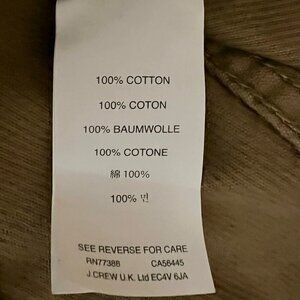 100% COTTON
100% COTON
100% BAUMWOLLE
100% COTONE
綿 100%
100% 면
SEE REVERSE FOR CARE
RN77388 CA56445
J.CREW U.K. Ltd EC4V 6JA